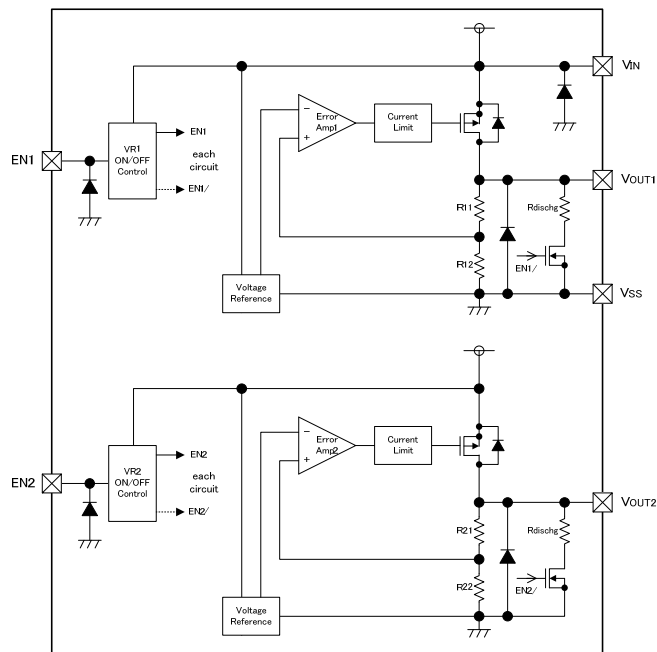 VIN
EN1
VR1
ON/OFF
Control
EN1
each
circuit
EN1/
Error
Amp1
Current
Limit
VOUT1
R11
Rdischg
R12
EN1/
Voltage
Reference
VSS
EN2
VR2
ON/OFF
Control
EN2
each
circuit
EN2/
Error
Amp2
Current
Limit
VOUT2
R21
Rdischg
R22
EN2/
Voltage
Reference